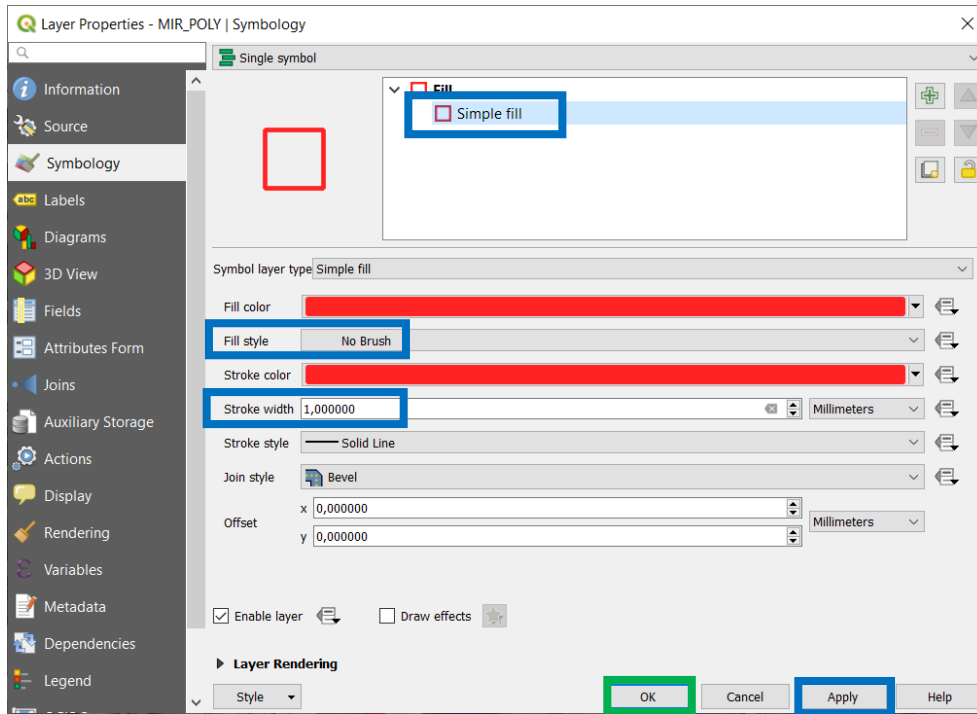 Layer Properties - MIR_POLY | Symbology
Single symbol
Information
Source
Symbology
abc Labels
Diagrams
3D View
Fields
Attributes Form
Joins
Auxiliary Storage
Actions
Display
Rendering
Variables
Metadata
Dependencies
Legend
Fill
Simple fill
Symbol layer type Simple fill
Fill color
Fill style No Brush
Stroke color
Stroke width 1,000000 Millimeters
Stroke style Solid Line
Join style Bevel
Offset x 0,000000 Millimeters
y 0,000000
Enable layer Draw effects
Layer Rendering
Style OK Cancel Apply Help